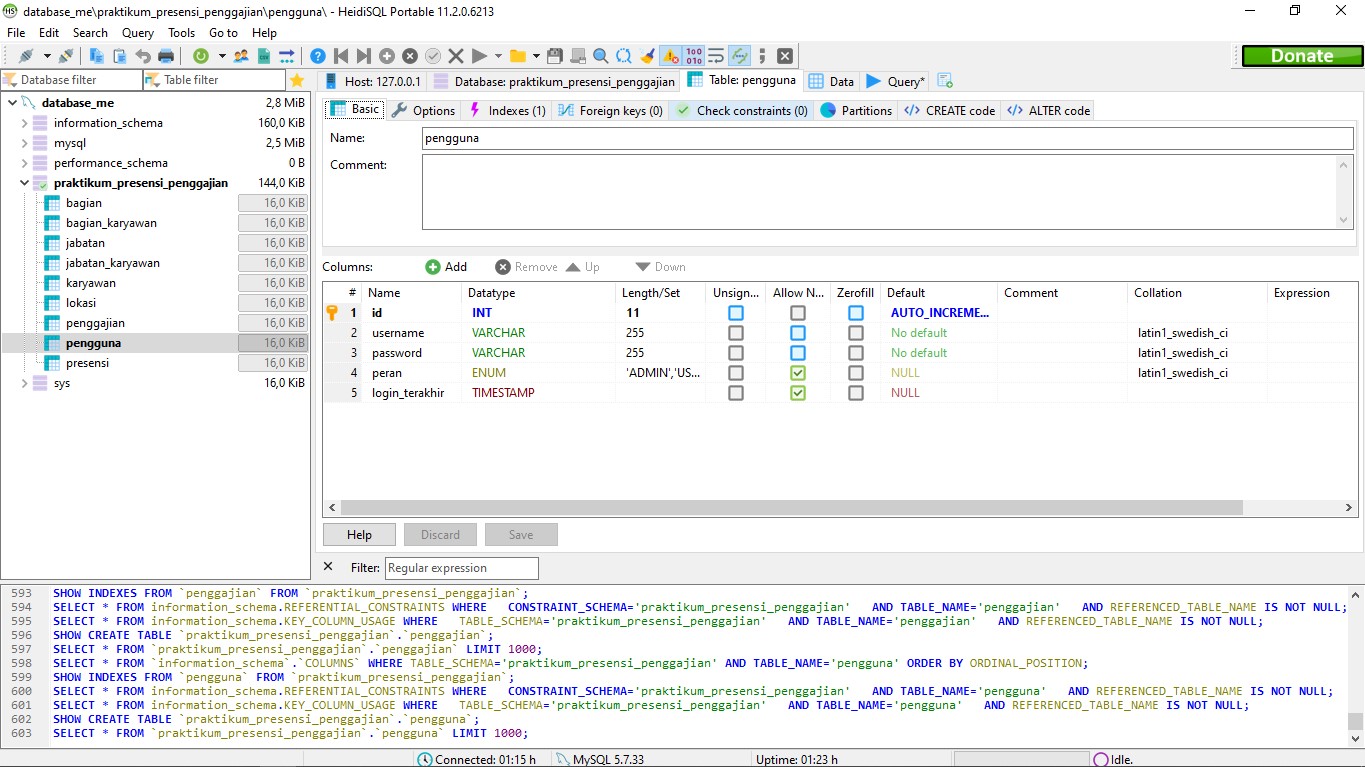 database_me\praktikum_presensi_penggajian\pengguna\ - HeidiSQL Portable 11.2.0.6213
File Edit Search Query Tools Go to Help
Donate
Database filter Table filter
Host: 127.0.0.1 Database: praktikum_presensi_penggajian Table: pengguna Data Query*
database_me 2,8 MiB
information_schema 160,0 KiB
mysql 2,5 MiB
performance_schema 0 B
praktikum_presensi_penggajian 144,0 KiB
bagian 16,0 KiB
bagian_karyawan 16,0 KiB
jabatan 16,0 KiB
jabatan_karyawan 16,0 KiB
karyawan 16,0 KiB
lokasi 16,0 KiB
penggajian 16,0 KiB
pengguna 16,0 KiB
presensi 16,0 KiB
sys 16,0 KiB
Basic Options Indexes (1) Foreign keys (0) Check constraints (0) Partitions CREATE code ALTER code
Name: pengguna
Comment:
Columns: Add Remove Up Down
# Name Datatype Length/Set Unsign... Allow N... Zerofill Default Comment Collation Expression
1 id INT 11 AUTO_INCREME...
2 username VARCHAR 255 No default latin1_swedish_ci
3 password VARCHAR 255 No default latin1_swedish_ci
4 peran ENUM 'ADMIN','US... NULL latin1_swedish_ci
5 login_terakhir TIMESTAMP NULL
Help Discard Save
Filter: Regular expression
593 SHOW INDEXES FROM `penggajian` FROM `praktikum_presensi_penggajian`;
594 SELECT * FROM information_schema.REFERENTIAL_CONSTRAINTS WHERE   CONSTRAINT_SCHEMA='praktikum_presensi_penggajian'   AND TABLE_NAME='penggajian'   AND REFERENCED_TABLE_NAME IS NOT NULL;
595 SELECT * FROM information_schema.KEY_COLUMN_USAGE WHERE   TABLE_SCHEMA='praktikum_presensi_penggajian'   AND TABLE_NAME='penggajian'   AND REFERENCED_TABLE_NAME IS NOT NULL;
596 SHOW CREATE TABLE `praktikum_presensi_penggajian`.`penggajian`;
597 SELECT * FROM `praktikum_presensi_penggajian`.`penggajian` LIMIT 1000;
598 SELECT * FROM `information_schema`.`COLUMNS` WHERE TABLE_SCHEMA='praktikum_presensi_penggajian' AND TABLE_NAME='pengguna' ORDER BY ORDINAL_POSITION;
599 SHOW INDEXES FROM `pengguna` FROM `praktikum_presensi_penggajian`;
600 SELECT * FROM information_schema.REFERENTIAL_CONSTRAINTS WHERE   CONSTRAINT_SCHEMA='praktikum_presensi_penggajian'   AND TABLE_NAME='pengguna'   AND REFERENCED_TABLE_NAME IS NOT NULL;
601 SELECT * FROM information_schema.KEY_COLUMN_USAGE WHERE   TABLE_SCHEMA='praktikum_presensi_penggajian'   AND TABLE_NAME='pengguna'   AND REFERENCED_TABLE_NAME IS NOT NULL;
602 SHOW CREATE TABLE `praktikum_presensi_penggajian`.`pengguna`;
603 SELECT * FROM `praktikum_presensi_penggajian`.`pengguna` LIMIT 1000;
Connected: 01:15 h MySQL 5.7.33 Uptime: 01:23 h Idle.